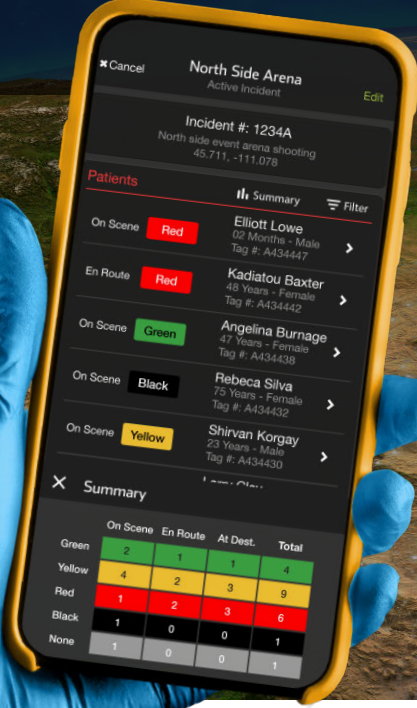 ✖ Cancel
North Side Arena
Edit
Active Incident
Incident #: 1234A
North side event arena shooting
45.711, -111.078
Patients
Summary
Filter
On Scene
Red
Elliott Lowe
02 Months - Male
Tag #: A434447
En Route
Red
Kadiatou Baxter
48 Years - Female
Tag #: A434442
On Scene
Green
Angelina Burnage
47 Years - Female
Tag #: A434438
On Scene
Black
Rebeca Silva
75 Years - Female
Tag #: A434432
On Scene
Yellow
Shirvan Korgay
23 Years - Male
Tag #: A434430
✕ Summary
On Scene En Route At Dest. Total
Green 2 1 1 4
Yellow 4 2 3 9
Red 1 2 3 6
Black 1 0 0 1
None 1 0 0 1